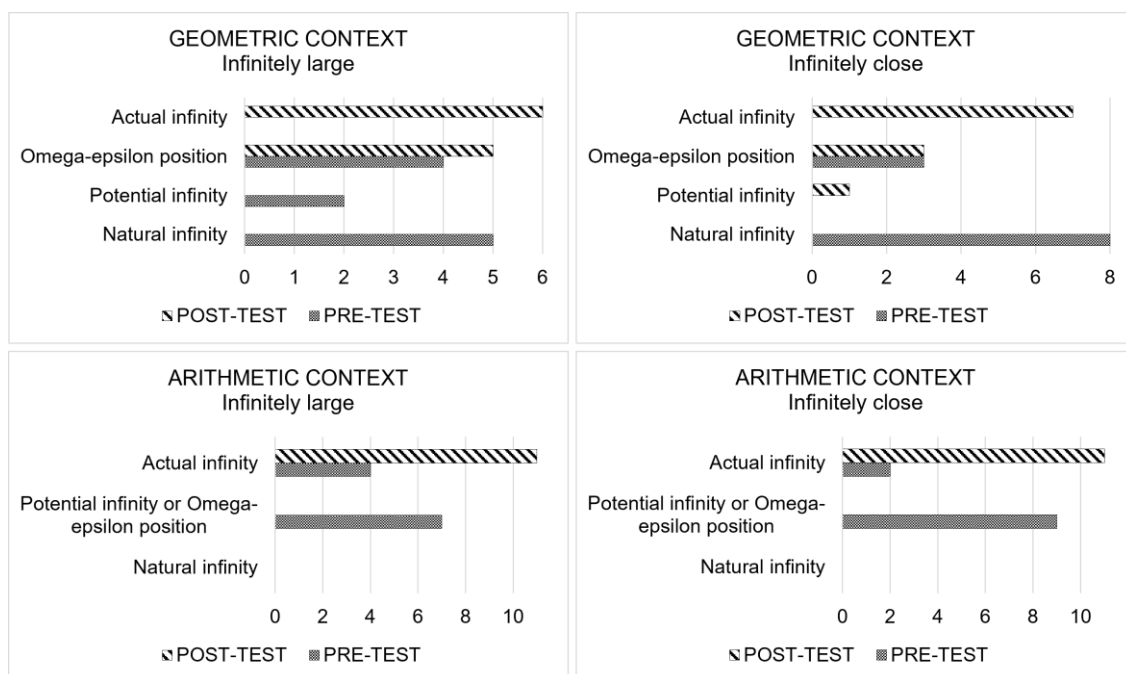 GEOMETRIC CONTEXT
Infinitely large
Actual infinity
Omega-epsilon position
Potential infinity
Natural infinity
0 1 2 3 4 5 6
POST-TEST PRE-TEST
GEOMETRIC CONTEXT
Infinitely close
Actual infinity
Omega-epsilon position
Potential infinity
Natural infinity
0 2 4 6 8
POST-TEST PRE-TEST
ARITHMETIC CONTEXT
Infinitely large
Actual infinity
Potential infinity or Omega-
epsilon position
Natural infinity
0 2 4 6 8 10
POST-TEST PRE-TEST
ARITHMETIC CONTEXT
Infinitely close
Actual infinity
Potential infinity or Omega-
epsilon position
Natural infinity
0 2 4 6 8 10
POST-TEST PRE-TEST